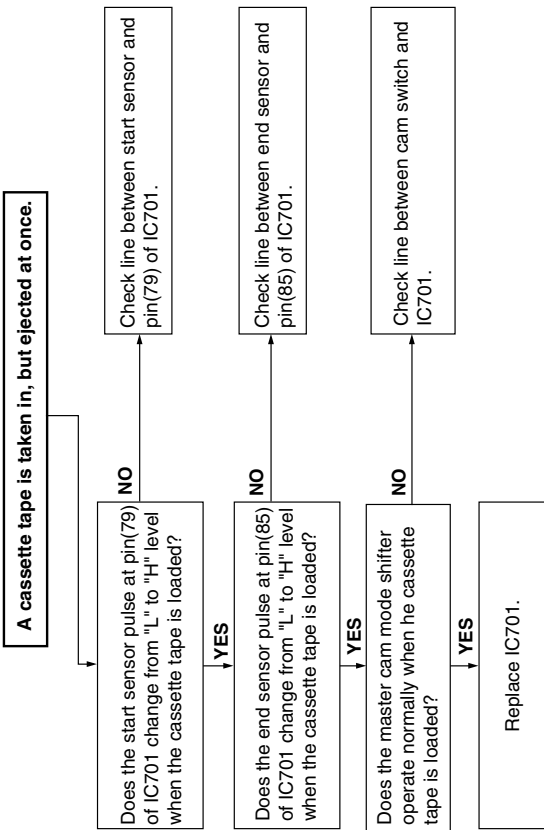 A cassette tape is taken in, but ejected at once.
Does the start sensor pulse at pin(79)
of IC701 change from "L" to "H" level
when the cassette tape is loaded?
NO
Check line between start sensor and
pin(79) of IC701.
YES
Does the end sensor pulse at pin(85)
of IC701 change from "L" to "H" level
when the cassette tape is loaded?
NO
Check line between end sensor and
pin(85) of IC701.
YES
Does the master cam mode shifter
operate normally when he cassette
tape is loaded?
NO
Check line between cam switch and
IC701.
YES
Replace IC701.